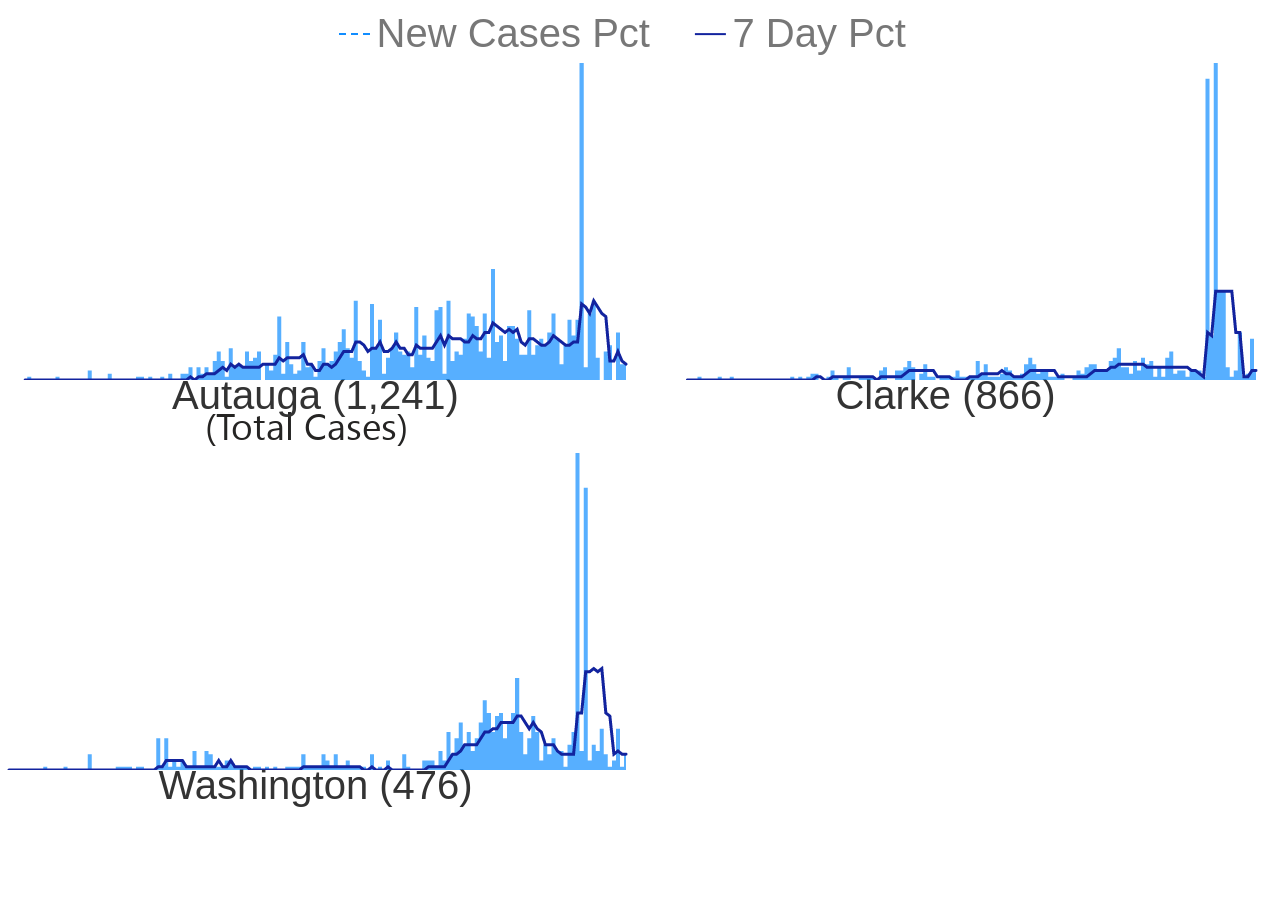 New Cases Pct 7 Day Pct
Autauga (1,241)
(Total Cases)
Clarke (866)
Washington (476)